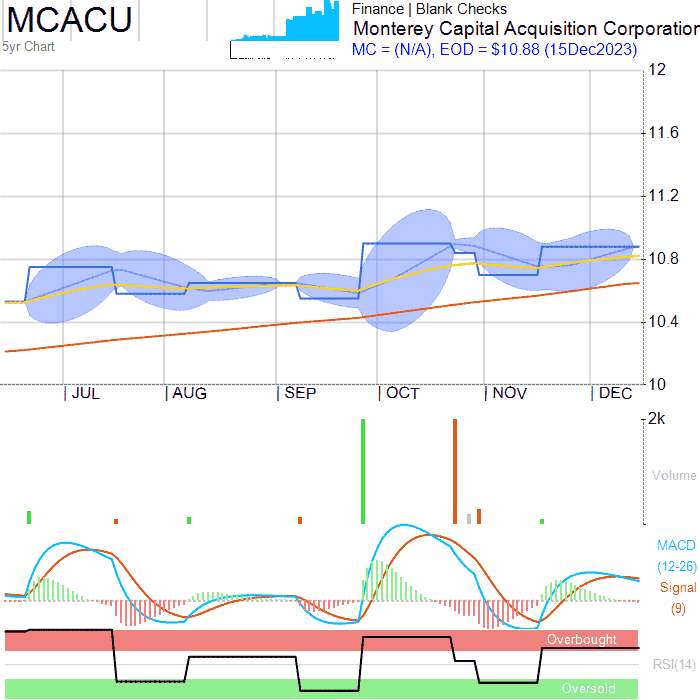 MCACU
5yr Chart
Finance | Blank Checks
Monterey Capital Acquisition Corporation
MC = (N/A), EOD = $10.88 (15Dec2023)
12
11.6
11.2
10.8
10.4
10
JUL AUG SEP OCT NOV DEC
2k
Volume
MACD
(12-26)
Signal
(9)
Overbought
RSI(14)
Oversold